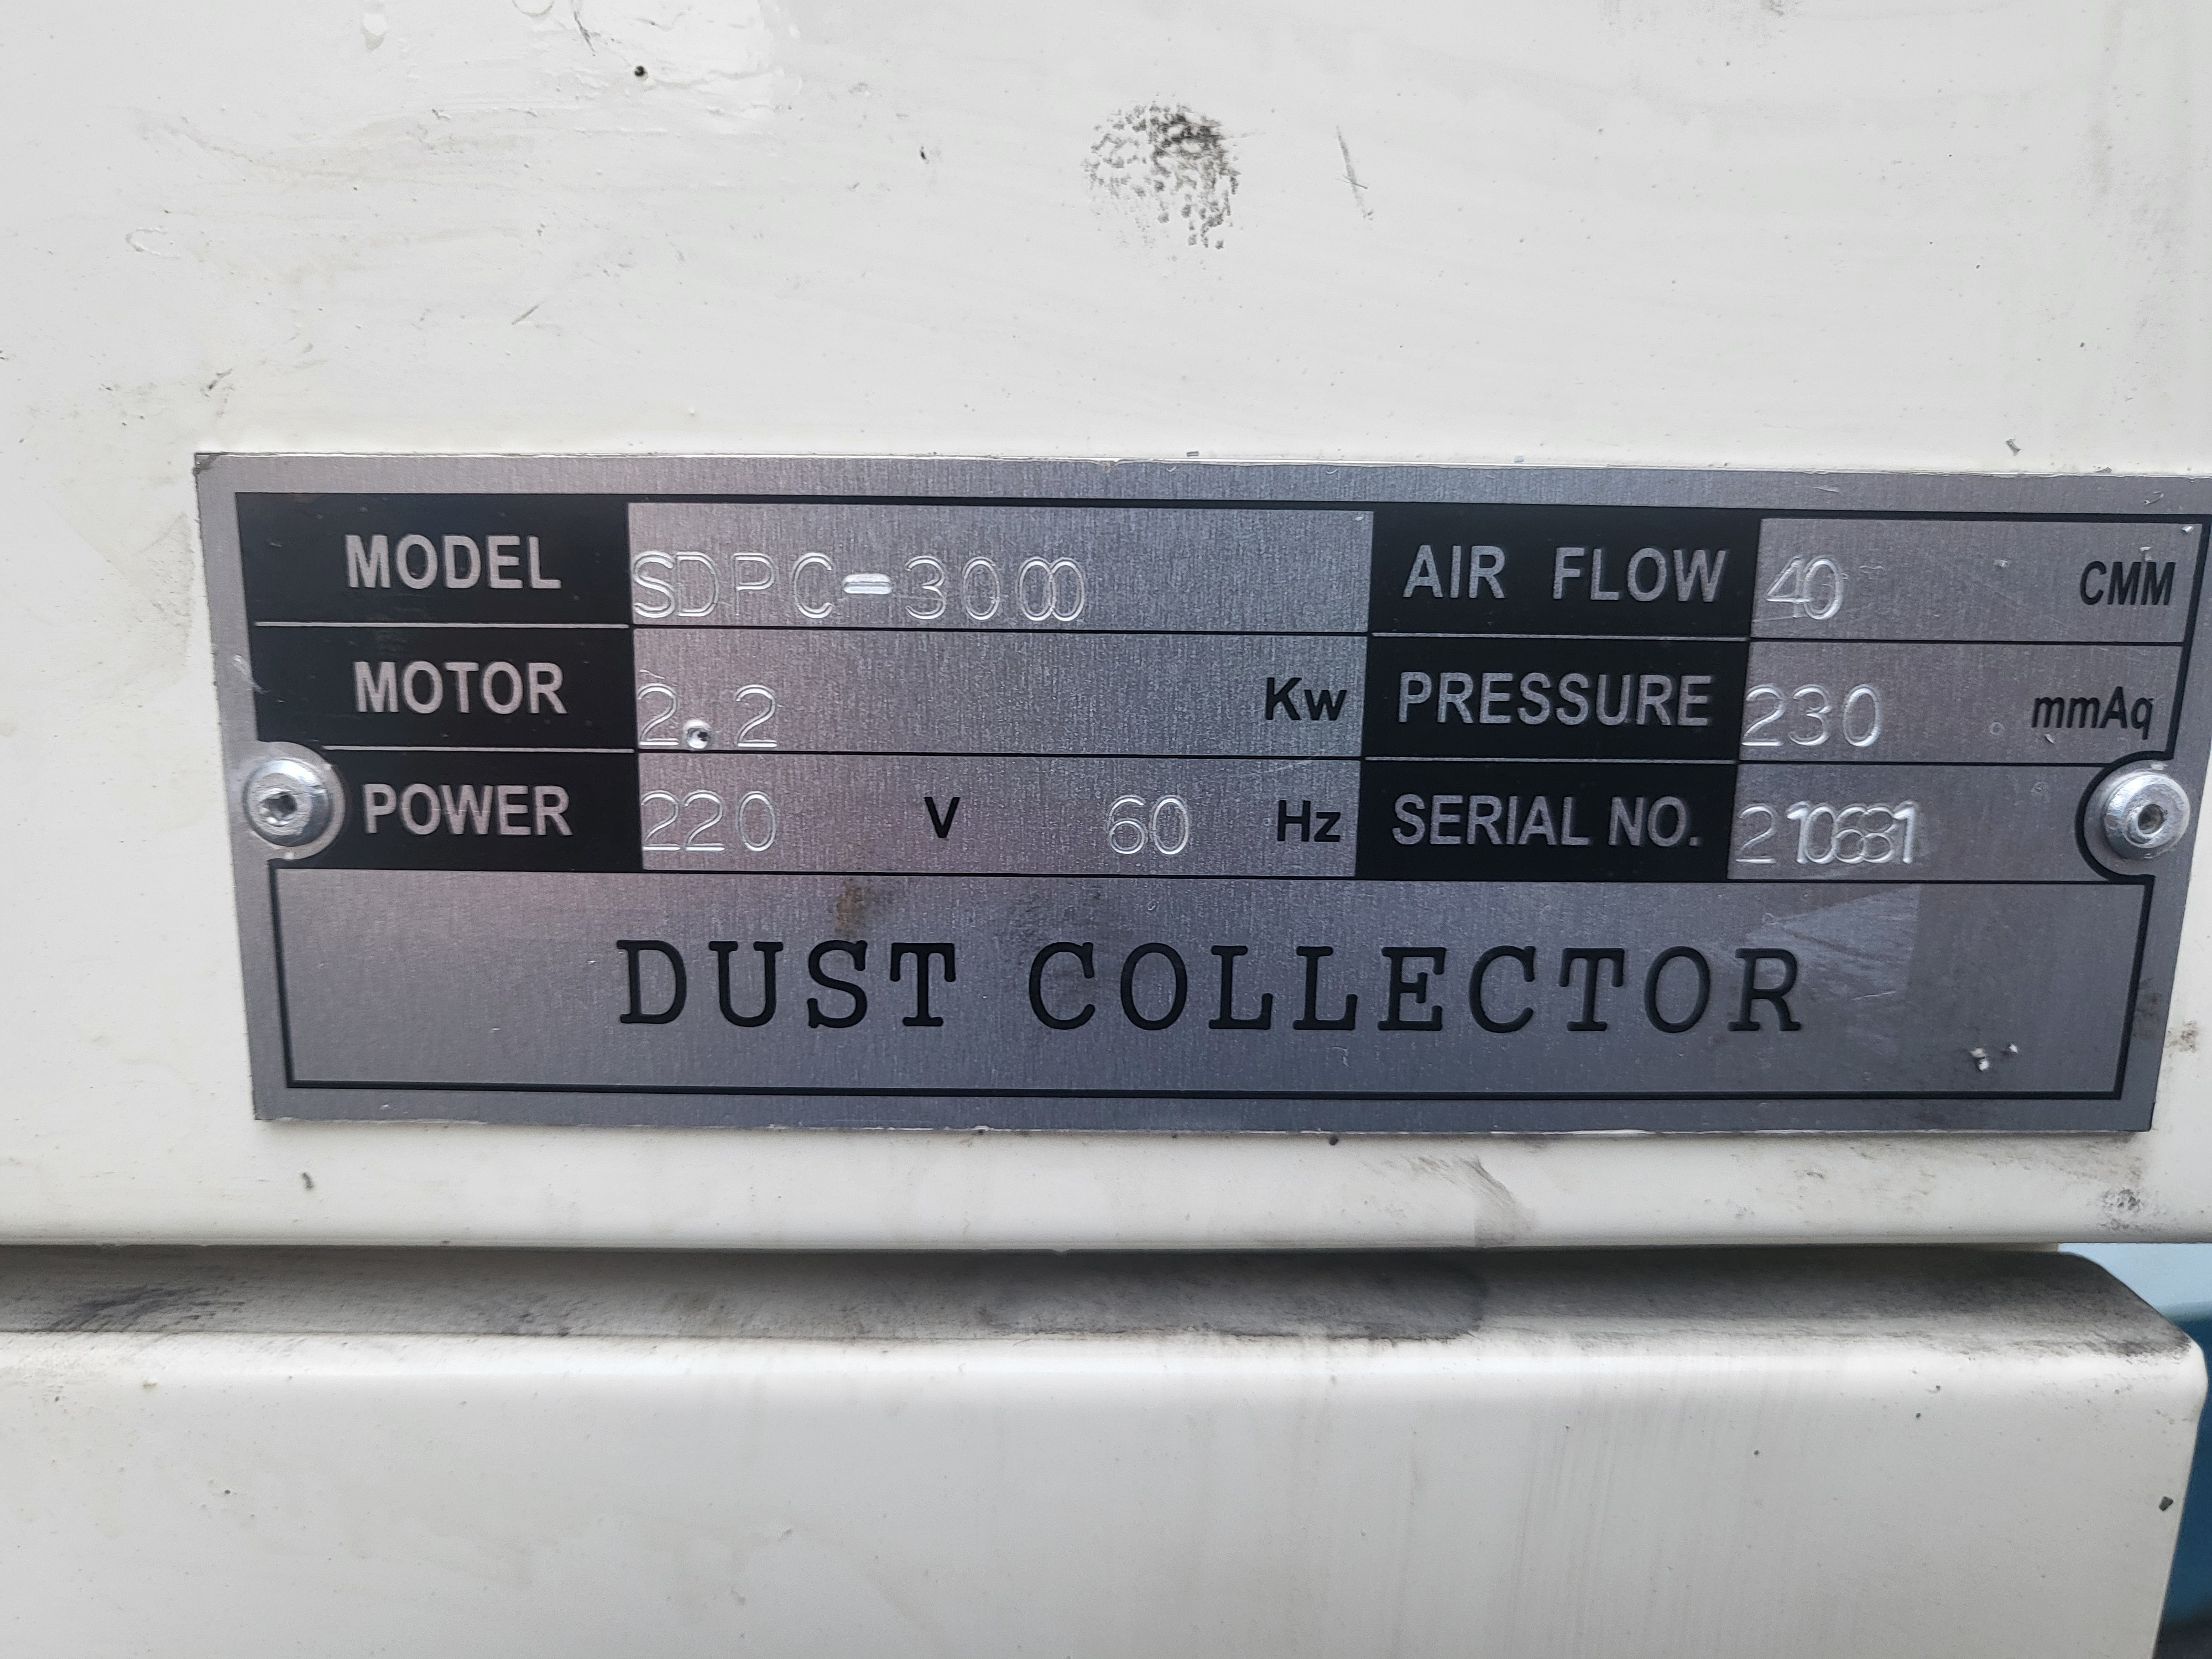 MODEL SDPC-3000 AIR FLOW 40 CMM
MOTOR 2.2 Kw PRESSURE 230 mmAq
POWER 220 V 60 Hz SERIAL NO.
DUST COLLECTOR